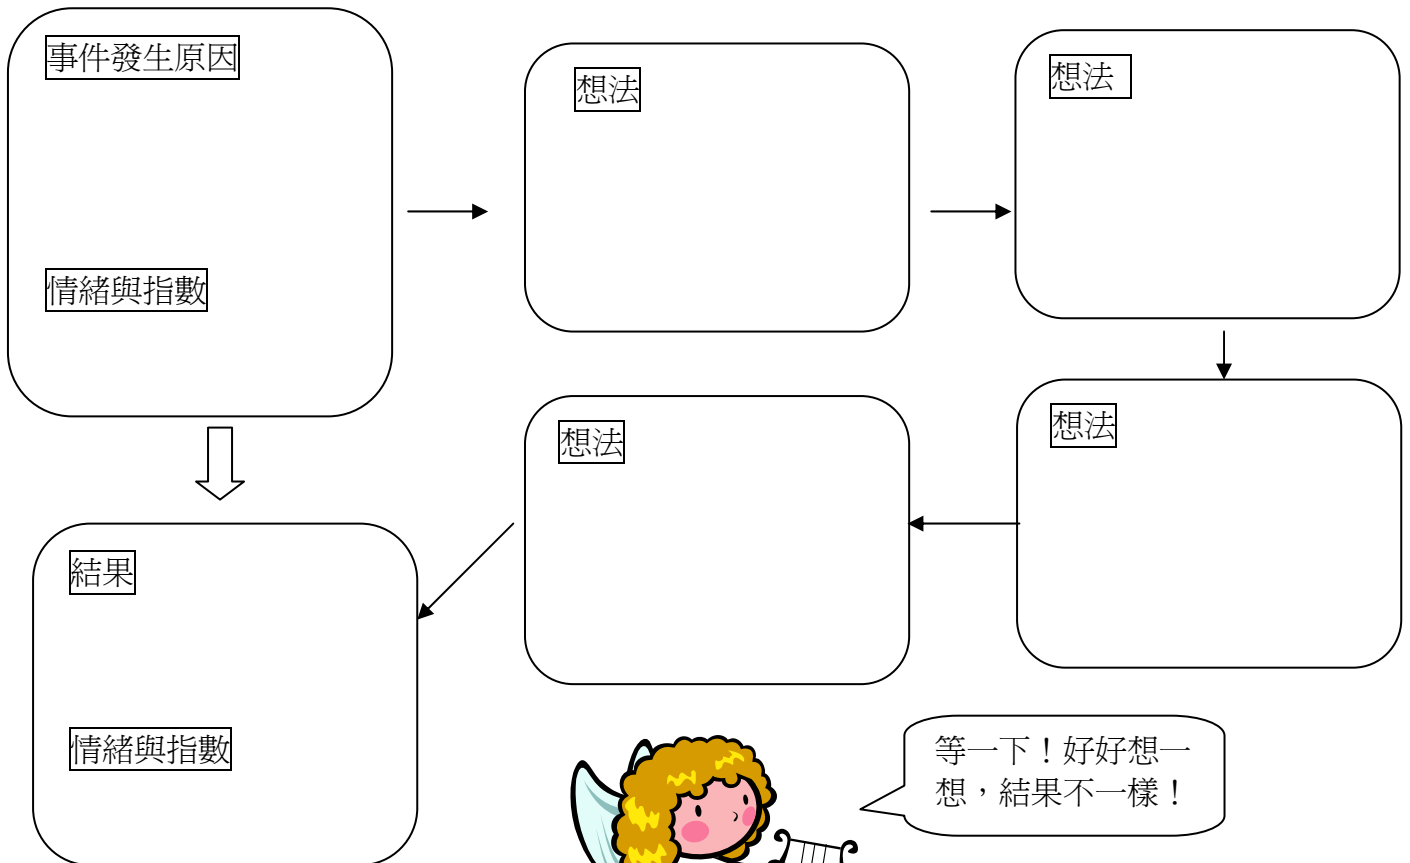 事件發生原因
情緒與指數
想法
想法
想法
想法
結果
情緒與指數
等一下！好好想一
想，結果不一樣！